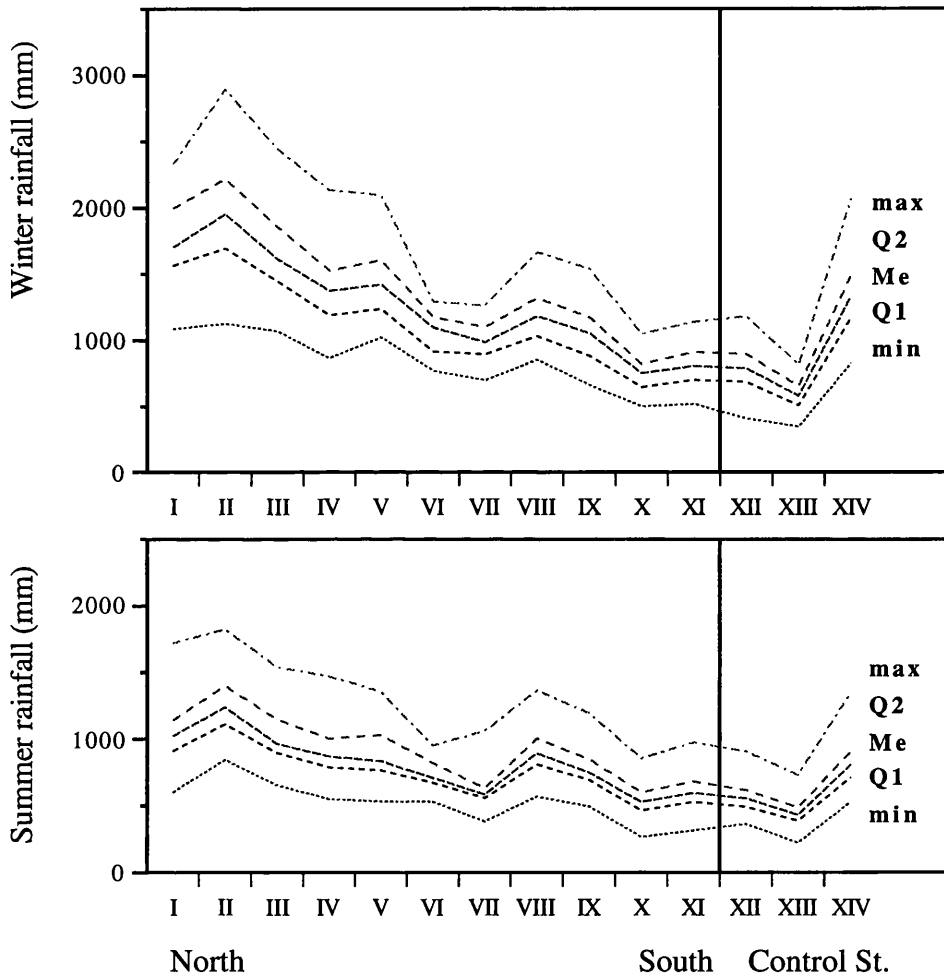 Winter rainfall (mm)
3000
2000
1000
0
max
Q2
Me
Q1
min
I II III IV V VI VII VIII IX X XI XII XIII XIV
Summer rainfall (mm)
2000
1000
0
max
Q2
Me
Q1
min
I II III IV V VI VII VIII IX X XI XII XIII XIV
North South Control St.